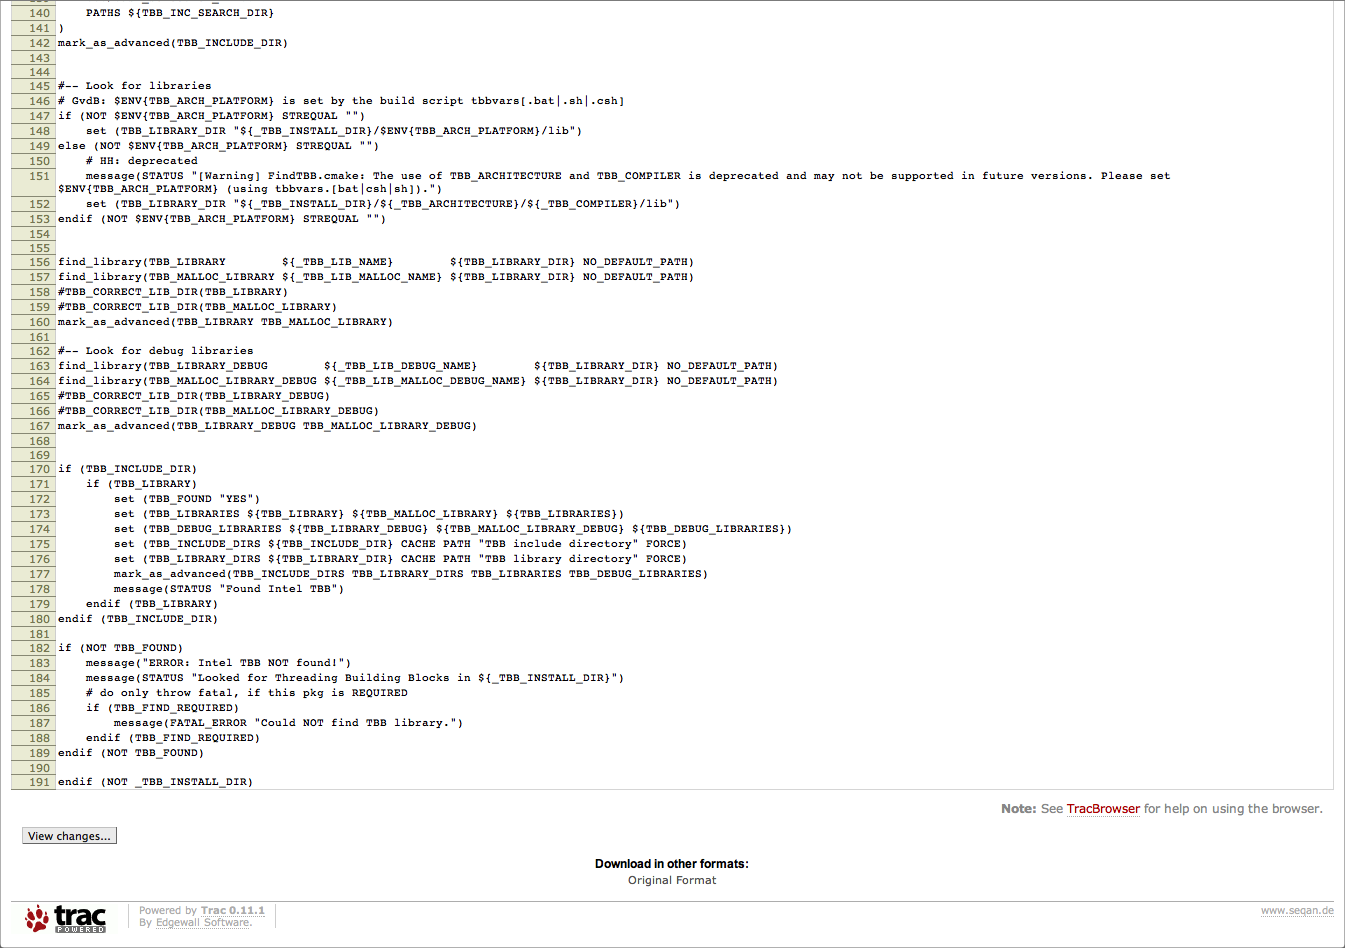 140 PATHS ${TBB_INC_SEARCH_DIR}
141 )
142 mark_as_advanced(TBB_INCLUDE_DIR)
143
144
145 #-- Look for libraries
146 # GvdB: $ENV{TBB_ARCH_PLATFORM} is set by the build script tbbvars[.bat|.sh|.csh]
147 if (NOT $ENV{TBB_ARCH_PLATFORM} STREQUAL "")
148     set (TBB_LIBRARY_DIR "${_TBB_INSTALL_DIR}/$ENV{TBB_ARCH_PLATFORM}/lib")
149 else (NOT $ENV{TBB_ARCH_PLATFORM} STREQUAL "")
150     # HH: deprecated
151     message(STATUS "[Warning] FindTBB.cmake: The use of TBB_ARCHITECTURE and TBB_COMPILER is deprecated and may not be supported in future versions. Please set
$ENV{TBB_ARCH_PLATFORM} (using tbbvars.[bat|csh|sh]).")
152     set (TBB_LIBRARY_DIR "${_TBB_INSTALL_DIR}/${_TBB_ARCHITECTURE}/${_TBB_COMPILER}/lib")
153 endif (NOT $ENV{TBB_ARCH_PLATFORM} STREQUAL "")
154
155
156 find_library(TBB_LIBRARY        ${_TBB_LIB_NAME}        ${TBB_LIBRARY_DIR} NO_DEFAULT_PATH)
157 find_library(TBB_MALLOC_LIBRARY ${_TBB_LIB_MALLOC_NAME} ${TBB_LIBRARY_DIR} NO_DEFAULT_PATH)
158 #TBB_CORRECT_LIB_DIR(TBB_LIBRARY)
159 #TBB_CORRECT_LIB_DIR(TBB_MALLOC_LIBRARY)
160 mark_as_advanced(TBB_LIBRARY TBB_MALLOC_LIBRARY)
161
162 #-- Look for debug libraries
163 find_library(TBB_LIBRARY_DEBUG        ${_TBB_LIB_DEBUG_NAME}        ${TBB_LIBRARY_DIR} NO_DEFAULT_PATH)
164 find_library(TBB_MALLOC_LIBRARY_DEBUG ${_TBB_LIB_MALLOC_DEBUG_NAME} ${TBB_LIBRARY_DIR} NO_DEFAULT_PATH)
165 #TBB_CORRECT_LIB_DIR(TBB_LIBRARY_DEBUG)
166 #TBB_CORRECT_LIB_DIR(TBB_MALLOC_LIBRARY_DEBUG)
167 mark_as_advanced(TBB_LIBRARY_DEBUG TBB_MALLOC_LIBRARY_DEBUG)
168
169
170 if (TBB_INCLUDE_DIR)
171     if (TBB_LIBRARY)
172         set (TBB_FOUND "YES")
173         set (TBB_LIBRARIES ${TBB_LIBRARY} ${TBB_MALLOC_LIBRARY} ${TBB_LIBRARIES})
174         set (TBB_DEBUG_LIBRARIES ${TBB_LIBRARY_DEBUG} ${TBB_MALLOC_LIBRARY_DEBUG} ${TBB_DEBUG_LIBRARIES})
175         set (TBB_INCLUDE_DIRS ${TBB_INCLUDE_DIR} CACHE PATH "TBB include directory" FORCE)
176         set (TBB_LIBRARY_DIRS ${TBB_LIBRARY_DIR} CACHE PATH "TBB library directory" FORCE)
177         mark_as_advanced(TBB_INCLUDE_DIRS TBB_LIBRARY_DIRS TBB_LIBRARIES TBB_DEBUG_LIBRARIES)
178         message(STATUS "Found Intel TBB")
179     endif (TBB_LIBRARY)
180 endif (TBB_INCLUDE_DIR)
181
182 if (NOT TBB_FOUND)
183     message("ERROR: Intel TBB NOT found!")
184     message(STATUS "Looked for Threading Building Blocks in ${_TBB_INSTALL_DIR}")
185     # do only throw fatal, if this pkg is REQUIRED
186     if (TBB_FIND_REQUIRED)
187         message(FATAL_ERROR "Could NOT find TBB library.")
188     endif (TBB_FIND_REQUIRED)
189 endif (NOT TBB_FOUND)
190
191 endif (NOT _TBB_INSTALL_DIR)
Note: See TracBrowser for help on using the browser.
View changes...
Download in other formats:
Original Format
trac
POWERED
Powered by Trac 0.11.1
By Edgewall Software.
www.seqan.de